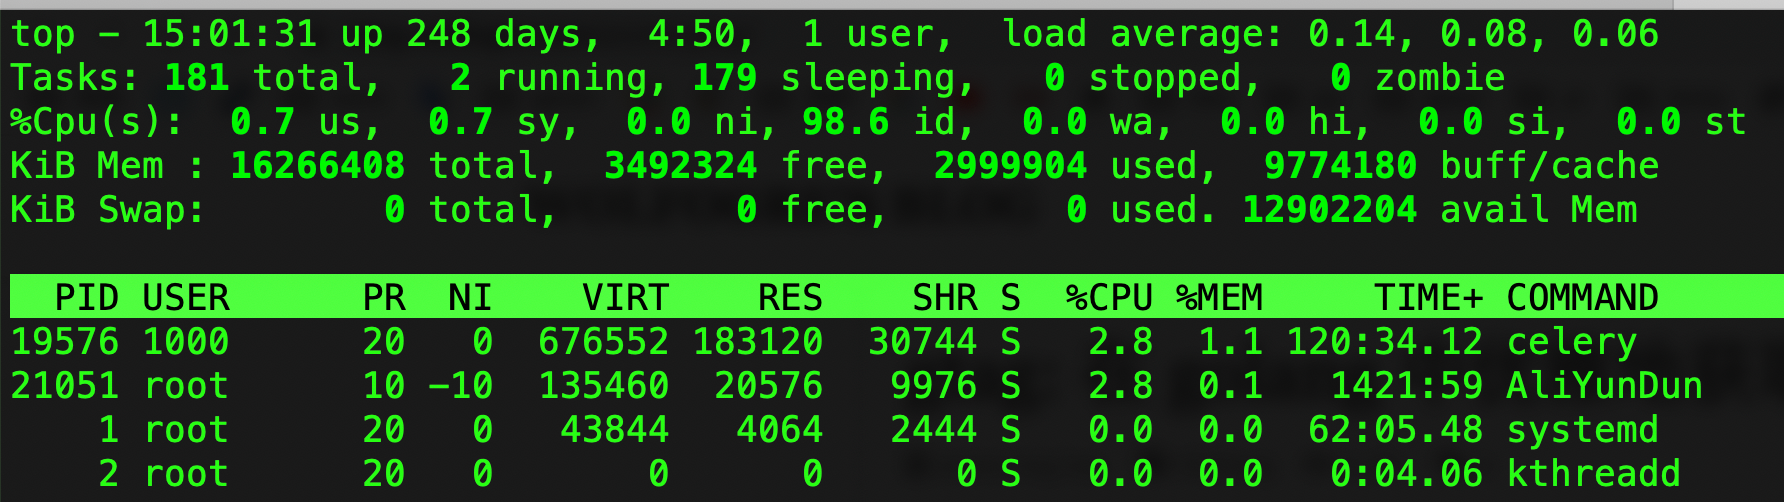 top – 15:01:31 up 248 days,  4:50,  1 user,  load average: 0.14, 0.08, 0.06
Tasks: 181 total,   2 running, 179 sleeping,   0 stopped,   0 zombie
%Cpu(s):  0.7 us,  0.7 sy,  0.0 ni, 98.6 id,  0.0 wa,  0.0 hi,  0.0 si,  0.0 st
KiB Mem : 16266408 total,  3492324 free,  2999904 used,  9774180 buff/cache
KiB Swap:        0 total,        0 free,        0 used. 12902204 avail Mem
PID USER      PR  NI    VIRT    RES    SHR S  %CPU %MEM     TIME+ COMMAND
19576 1000      20   0  676552 183120  30744 S   2.8  1.1 120:34.12 celery
21051 root      10 –10  135460  20576   9976 S   2.8  0.1   1421:59 AliYunDun
1 root      20   0   43844   4064   2444 S   0.0  0.0  62:05.48 systemd
2 root      20   0       0      0      0 S   0.0  0.0   0:04.06 kthreadd